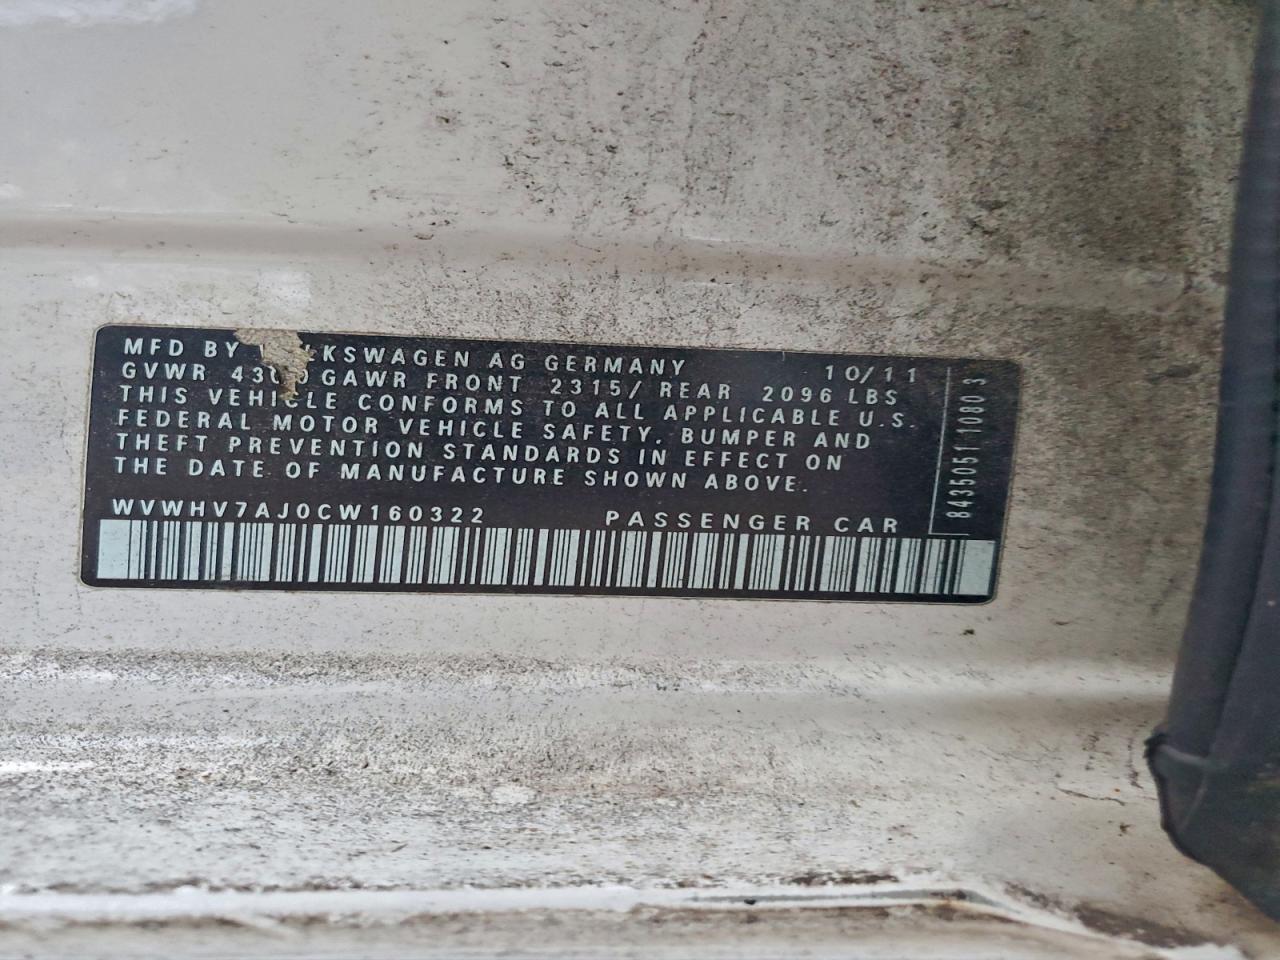 MFD BY VOLKSWAGEN AG GERMANY 10/11
GVWR GAWR FRONT 2315/ REAR 2096 LBS
THIS VEHICLE CONFORMS TO ALL APPLICABLE U.S.
FEDERAL MOTOR VEHICLE SAFETY, BUMPER AND
THEFT PREVENTION STANDARDS IN EFFECT ON
THE DATE OF MANUFACTURE SHOWN ABOVE.
WVWHV7AJ0CW160322 PASSENGER CAR
8435051 1080 3